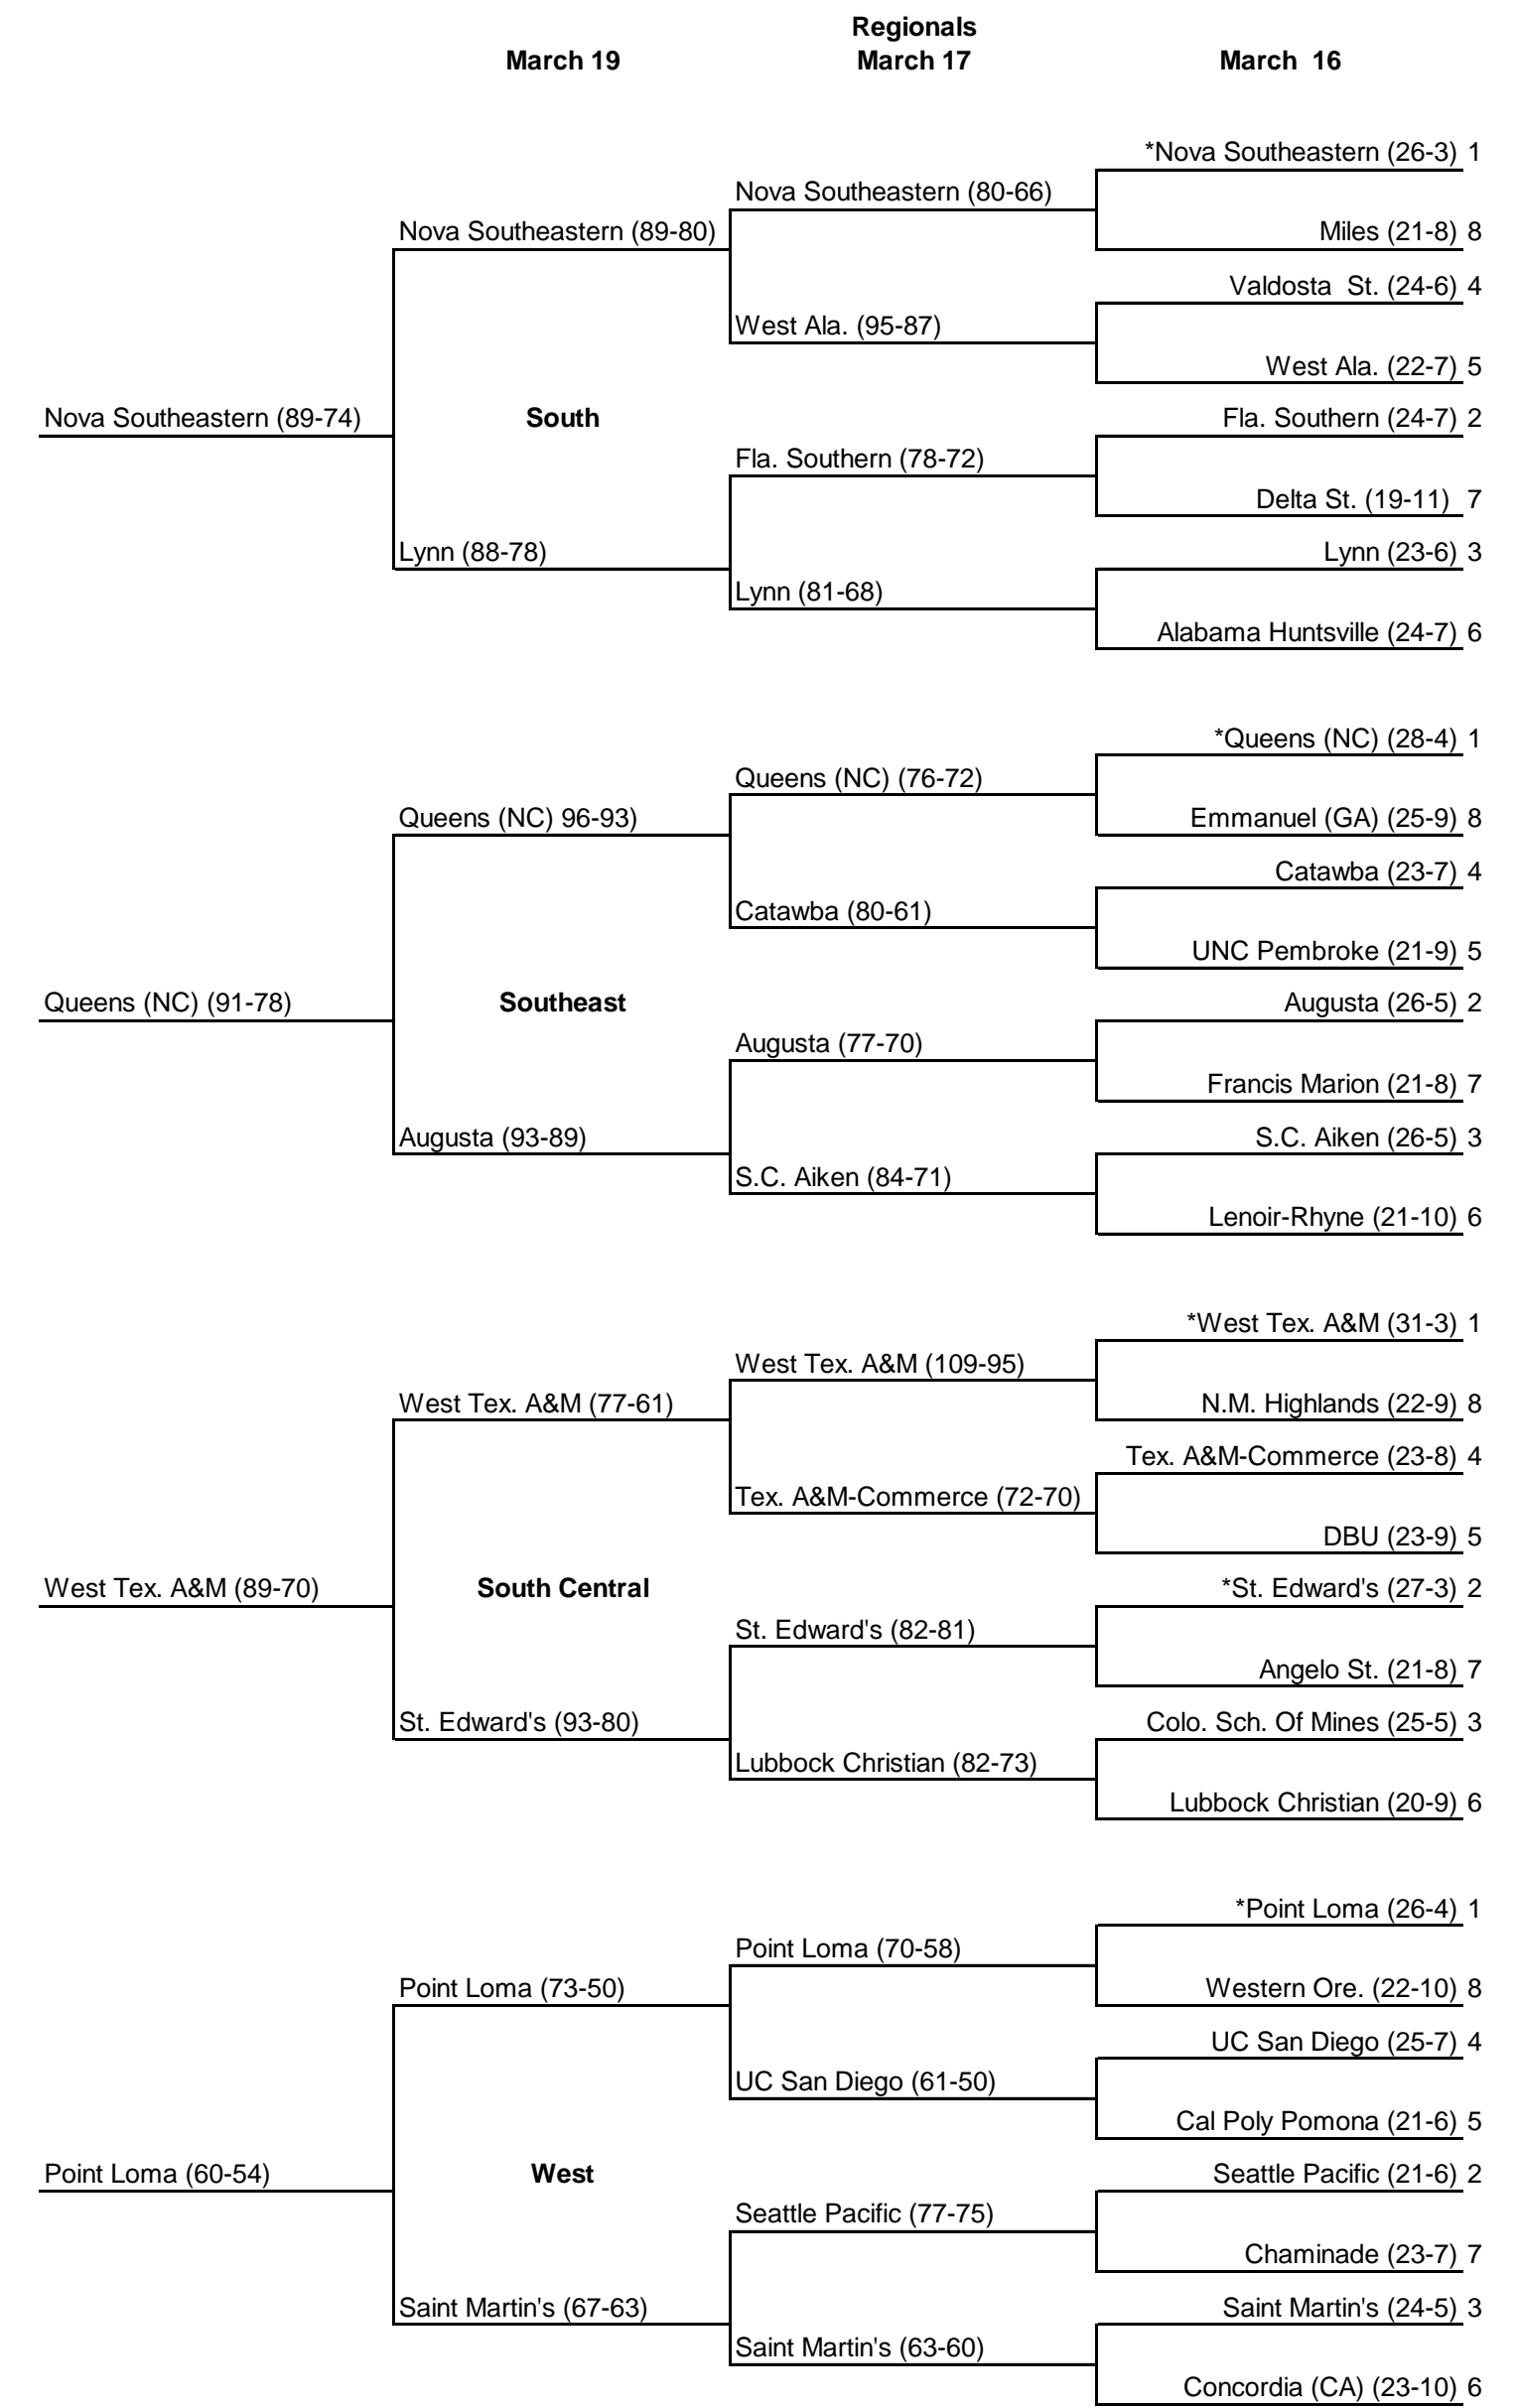 Regionals
March 19 March 17 March  16
*Nova Southeastern (26-3) 1
Nova Southeastern (80-66)
Nova Southeastern (89-80) Miles (21-8) 8
Valdosta  St. (24-6) 4
West Ala. (95-87)
West Ala. (22-7) 5
Nova Southeastern (89-74) South Fla. Southern (24-7) 2
Fla. Southern (78-72)
Delta St. (19-11) 7
Lynn (88-78) Lynn (23-6) 3
Lynn (81-68)
Alabama Huntsville (24-7) 6
*Queens (NC) (28-4) 1
Queens (NC) (76-72)
Queens (NC) 96-93) Emmanuel (GA) (25-9) 8
Catawba (23-7) 4
Catawba (80-61)
UNC Pembroke (21-9) 5
Queens (NC) (91-78) Southeast Augusta (26-5) 2
Augusta (77-70)
Francis Marion (21-8) 7
Augusta (93-89) S.C. Aiken (26-5) 3
S.C. Aiken (84-71)
Lenoir-Rhyne (21-10) 6
*West Tex. A&M (31-3) 1
West Tex. A&M (109-95)
West Tex. A&M (77-61) N.M. Highlands (22-9) 8
Tex. A&M-Commerce (23-8) 4
Tex. A&M-Commerce (72-70)
DBU (23-9) 5
West Tex. A&M (89-70) South Central *St. Edward's (27-3) 2
St. Edward's (82-81)
Angelo St. (21-8) 7
St. Edward's (93-80) Colo. Sch. Of Mines (25-5) 3
Lubbock Christian (82-73)
Lubbock Christian (20-9) 6
*Point Loma (26-4) 1
Point Loma (70-58)
Point Loma (73-50) Western Ore. (22-10) 8
UC San Diego (25-7) 4
UC San Diego (61-50)
Cal Poly Pomona (21-6) 5
Point Loma (60-54) West Seattle Pacific (21-6) 2
Seattle Pacific (77-75)
Chaminade (23-7) 7
Saint Martin's (67-63) Saint Martin's (24-5) 3
Saint Martin's (63-60)
Concordia (CA) (23-10) 6